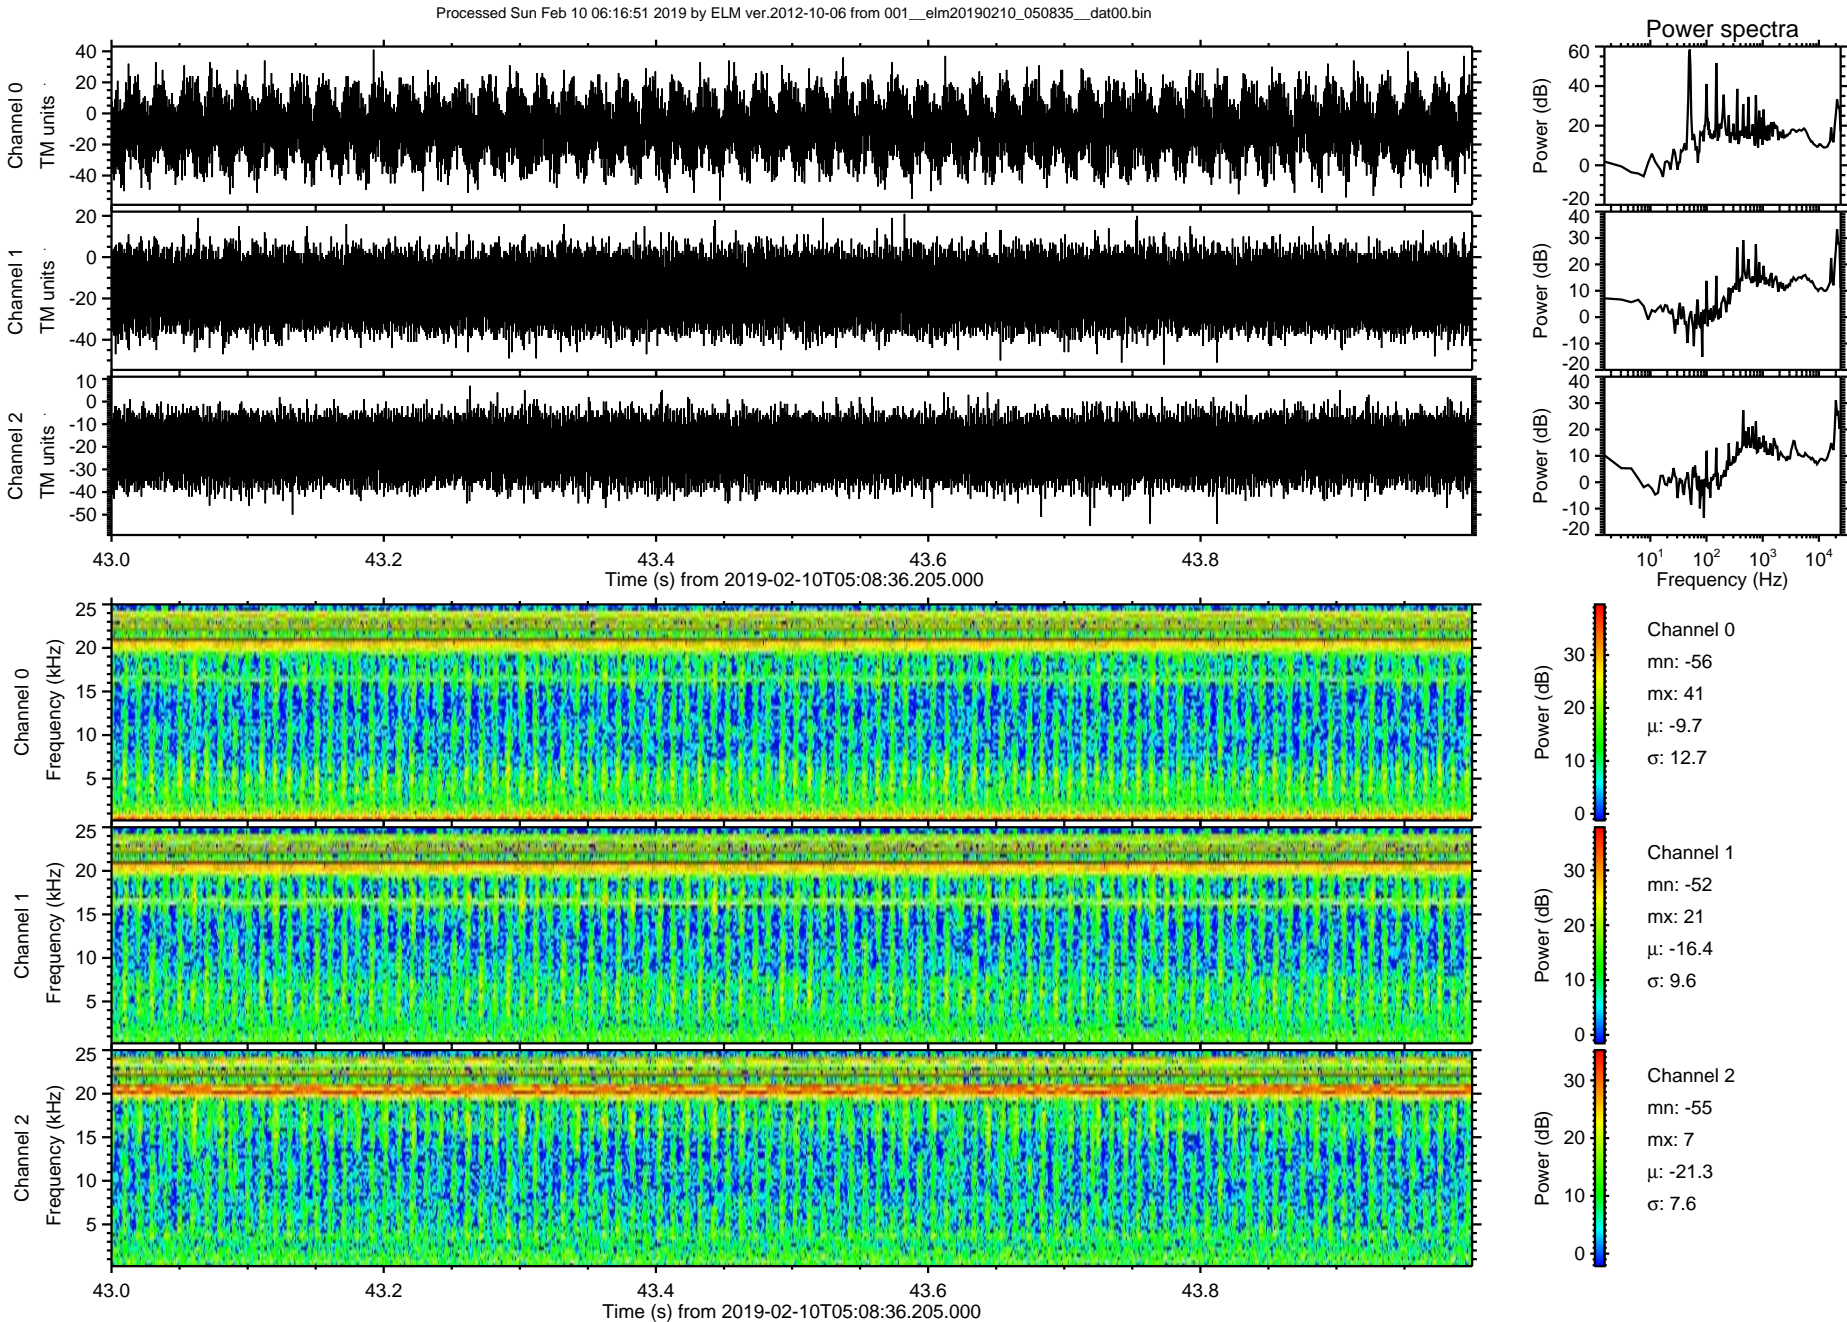 Processed Sun Feb 10 06:16:51 2019 by ELM ver.2012-10-06 from 001__elm20190210_050835__dat00.bin
Power spectra
Channel 0
TM units
40
20
0
-20
-40
Power (dB)
60
40
20
0
-20
Channel 1
TM units
20
0
-20
-40
Power (dB)
40
30
20
10
0
-10
-20
Channel 2
TM units
10
0
-10
-20
-30
-40
-50
Power (dB)
40
30
20
10
0
-10
-20
43.0 43.2 43.4 43.6 43.8
Time (s) from 2019-02-10T05:08:36.205.000
10¹ 10² 10³ 10⁴
Frequency (Hz)
Channel 0
Frequency (kHz)
25
20
15
10
5
Power (dB)
30
20
10
0
Channel 0
mn: -56
mx: 41
μ: -9.7
σ: 12.7
Channel 1
Frequency (kHz)
25
20
15
10
5
Power (dB)
30
20
10
0
Channel 1
mn: -52
mx: 21
μ: -16.4
σ: 9.6
Channel 2
Frequency (kHz)
25
20
15
10
5
Power (dB)
30
20
10
0
Channel 2
mn: -55
mx: 7
μ: -21.3
σ: 7.6
43.0 43.2 43.4 43.6 43.8
Time (s) from 2019-02-10T05:08:36.205.000